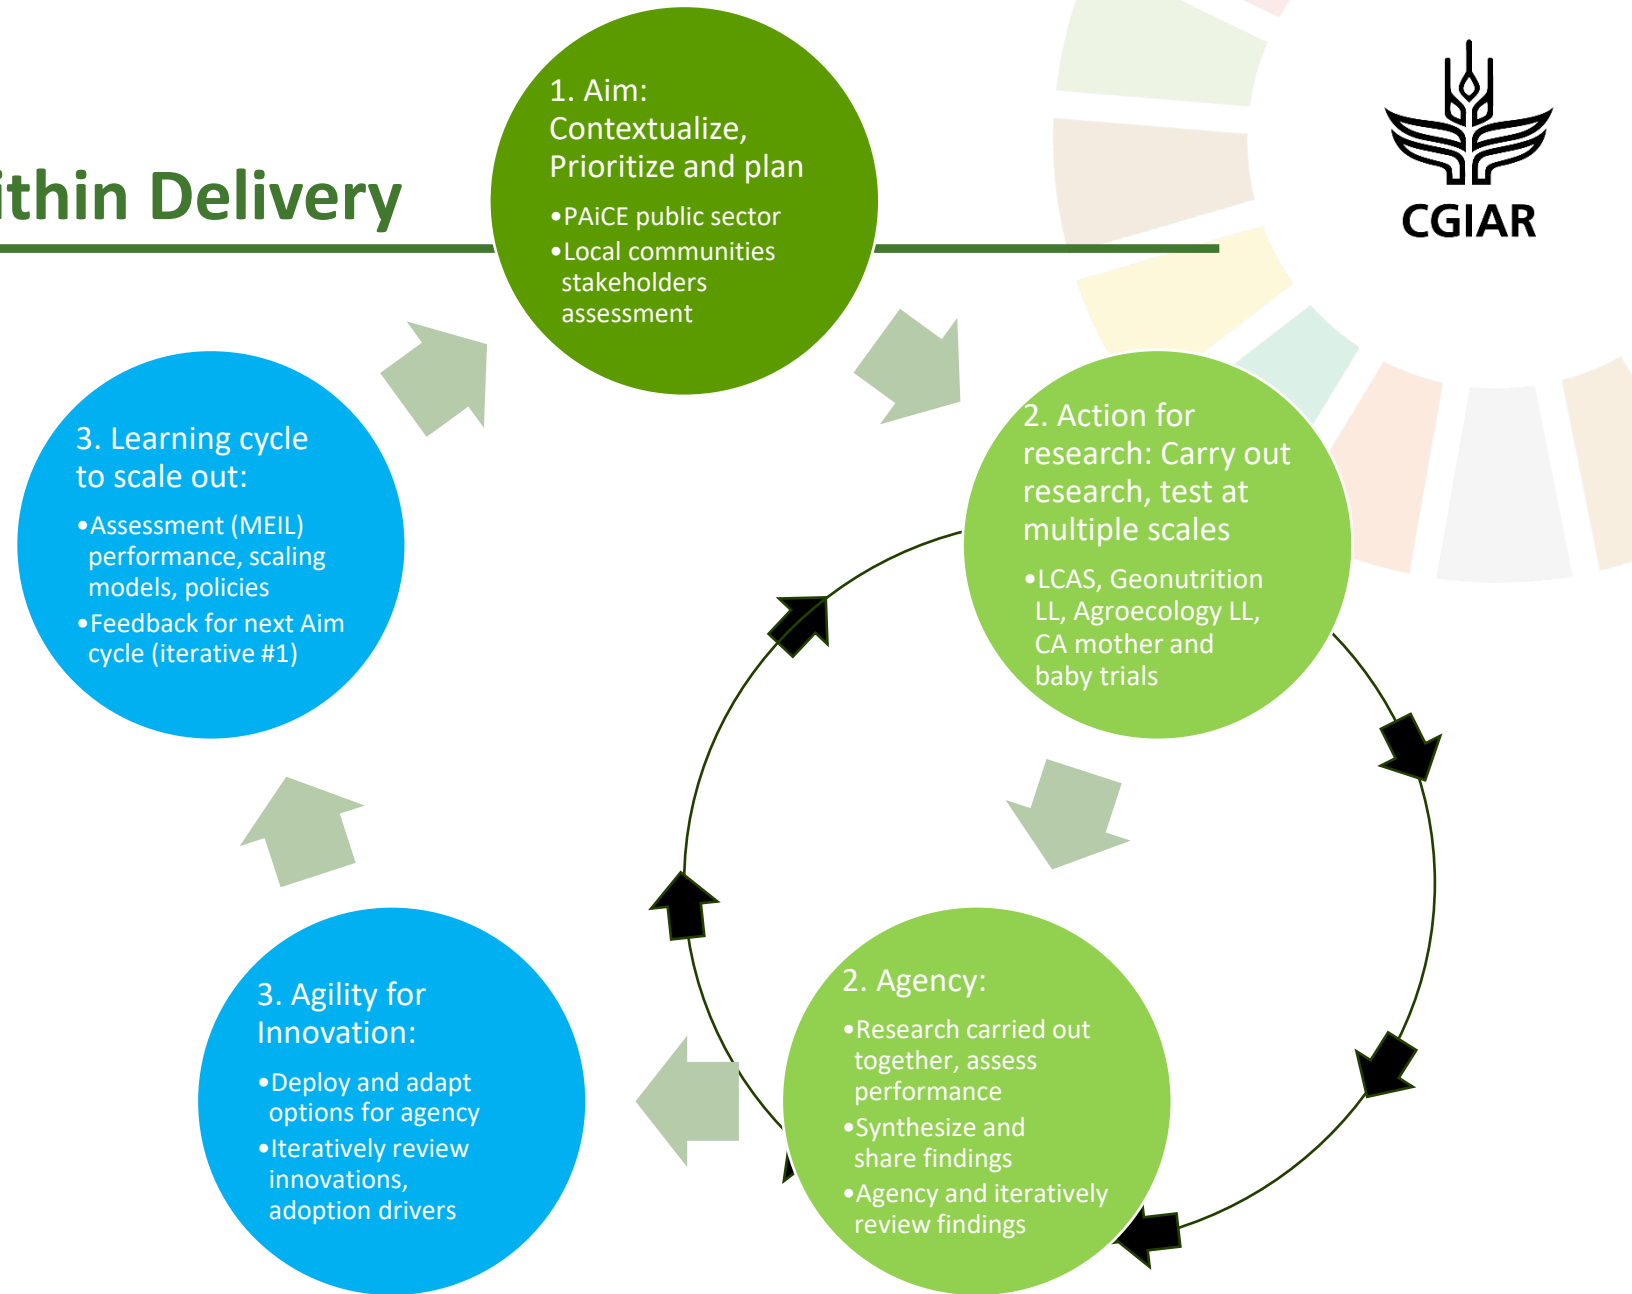 ithin Delivery
CGIAR
1. Aim:
Contextualize,
Prioritize and plan
•PAiCE public sector
•Local communities
stakeholders
assessment
2. Action for
research: Carry out
research, test at
multiple scales
•LCAS, Geonutrition
LL, Agroecology LL,
CA mother and
baby trials
2. Agency:
•Research carried out
together, assess
performance
•Synthesize and
share findings
•Agency and iteratively
review findings
3. Agility for
Innovation:
•Deploy and adapt
options for agency
•Iteratively review
innovations,
adoption drivers
3. Learning cycle
to scale out:
•Assessment (MEIL)
performance, scaling
models, policies
•Feedback for next Aim
cycle (iterative #1)